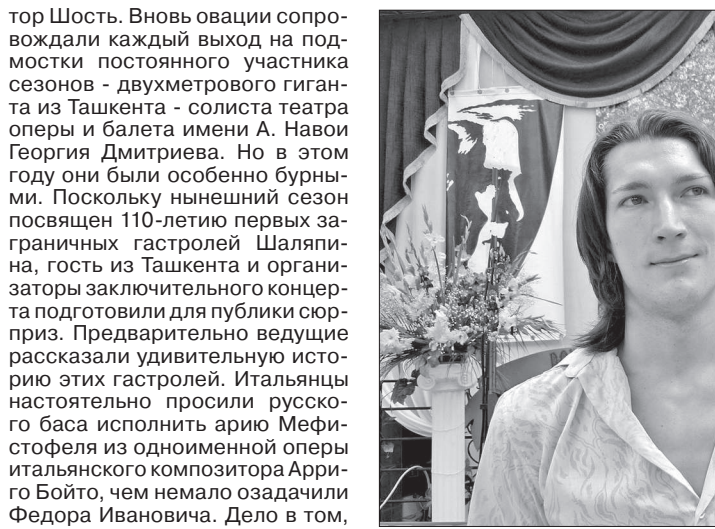 тор Шость. Вновь овации сопро-
вождали каждый выход на под-
мостки постоянного участника
сезонов - двухметрового гиган-
та из Ташкента - солиста театра
оперы и балета имени А. Навои
Георгия Дмитриева. Но в этом
году они были особенно бурны-
ми. Поскольку нынешний сезон
посвящен 110-летию первых за-
граничных гастролей Шаляпи-
на, гость из Ташкента и органи-
заторы заключительного концер-
та подготовили для публики сюр-
приз. Предварительно ведущие
рассказали удивительную исто-
рию этих гастролей. Итальянцы
настоятельно просили русско-
го баса исполнить арию Мефи-
стофеля из одноименной оперы
итальянского композитора Арри-
го Бойто, чем немало озадачили
Федора Ивановича. Дело в том,